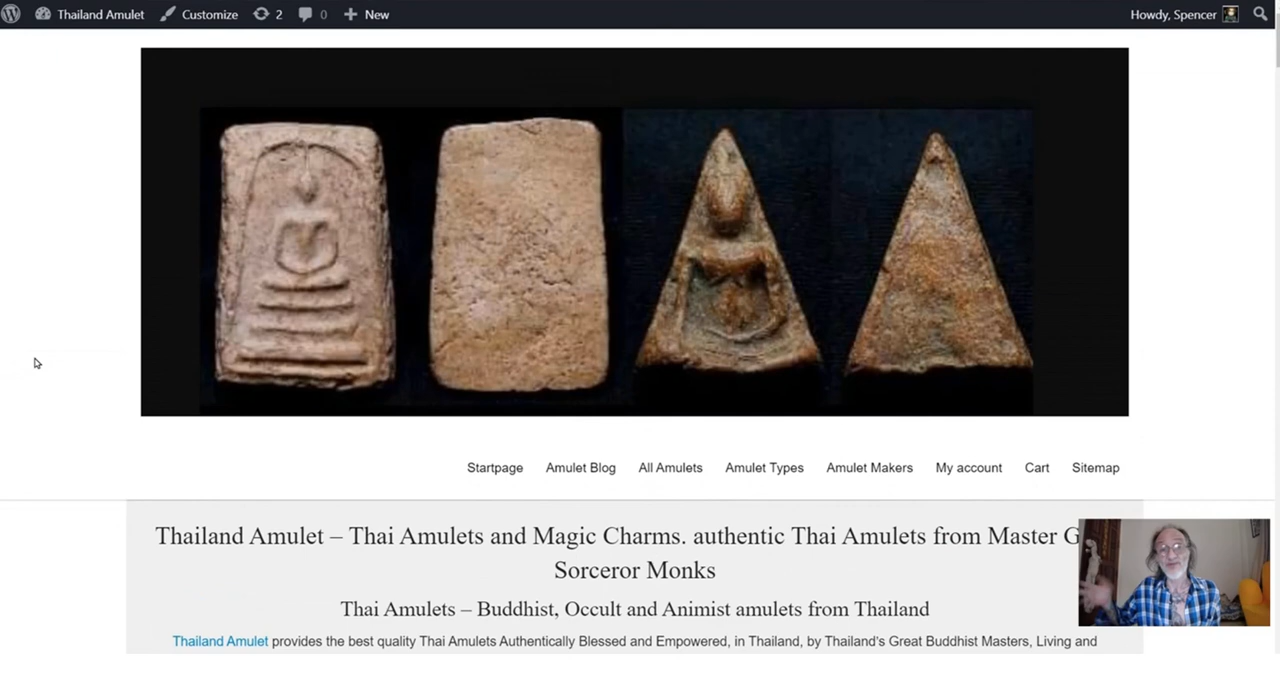 Thailand Amulet Customize 2 0 New Howdy, Spencer
Startpage Amulet Blog All Amulets Amulet Types Amulet Makers My account Cart Sitemap
Thailand Amulet – Thai Amulets and Magic Charms. authentic Thai Amulets from Master G
Sorceror Monks
Thai Amulets – Buddhist, Occult and Animist amulets from Thailand
Thailand Amulet provides the best quality Thai Amulets Authentically Blessed and Empowered, in Thailand, by Thailand's Great Buddhist Masters, Living and